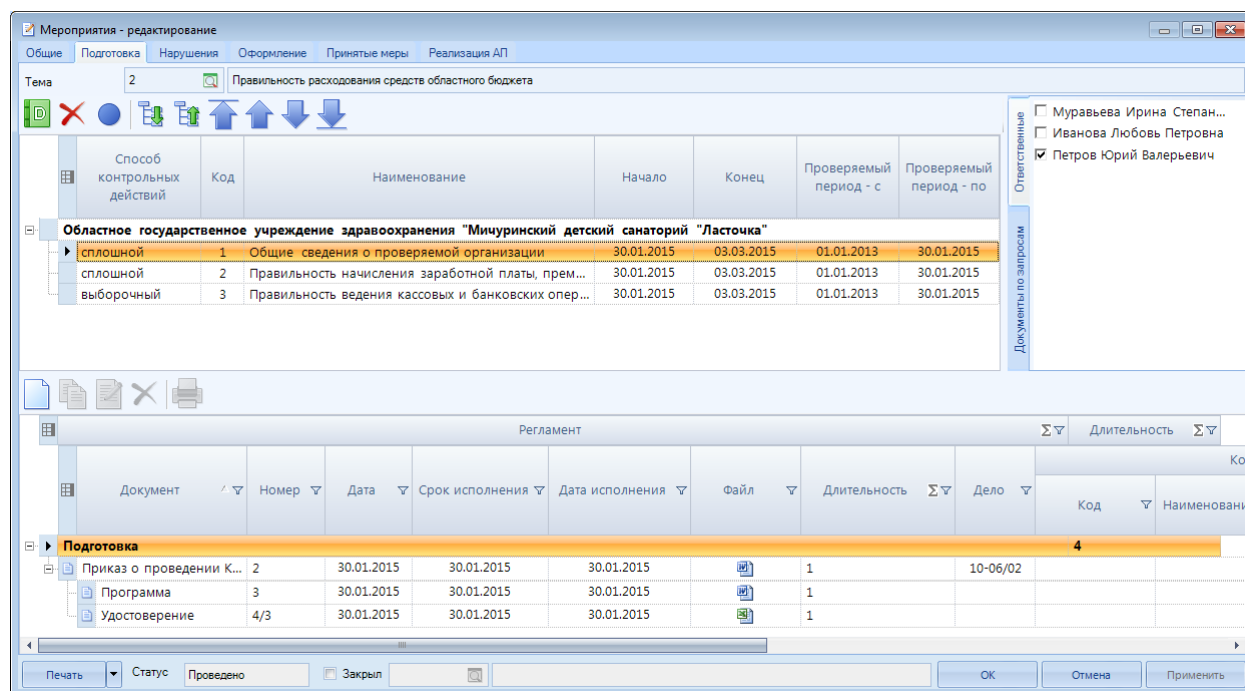 Мероприятия - редактирование
Общие Подготовка Нарушения Оформление Принятые меры Реализация АП
Тема 2 Правильность расходования средств областного бюджета
D
Ответственные
Документы по запросам
Муравьева Ирина Степан...
Иванова Любовь Петровна
Петров Юрий Валерьевич
Способ контрольных действий Код Наименование Начало Конец Проверяемый период - с Проверяемый период - по
Областное государственное учреждение здравоохранения "Мичуринский детский санаторий "Ласточка"
сплошной 1 Общие сведения о проверяемой организации 30.01.2015 03.03.2015 01.01.2013 30.01.2015
сплошной 2 Правильность начисления заработной платы, прем... 30.01.2015 03.03.2015 01.01.2013 30.01.2015
выборочный 3 Правильность ведения кассовых и банковских опер... 30.01.2015 03.03.2015 01.01.2013 30.01.2015
Регламент Σ Длительность Σ
Ко
Документ Номер Дата Срок исполнения Дата исполнения Файл Длительность Σ Дело Код Наименовани
Подготовка 4
Приказ о проведении К... 2 30.01.2015 30.01.2015 30.01.2015 1 10-06/02
Программа 3 30.01.2015 30.01.2015 30.01.2015 1
Удостоверение 4/3 30.01.2015 30.01.2015 30.01.2015 1
Печать Статус Проведено Закрыл ОК Отмена Применить